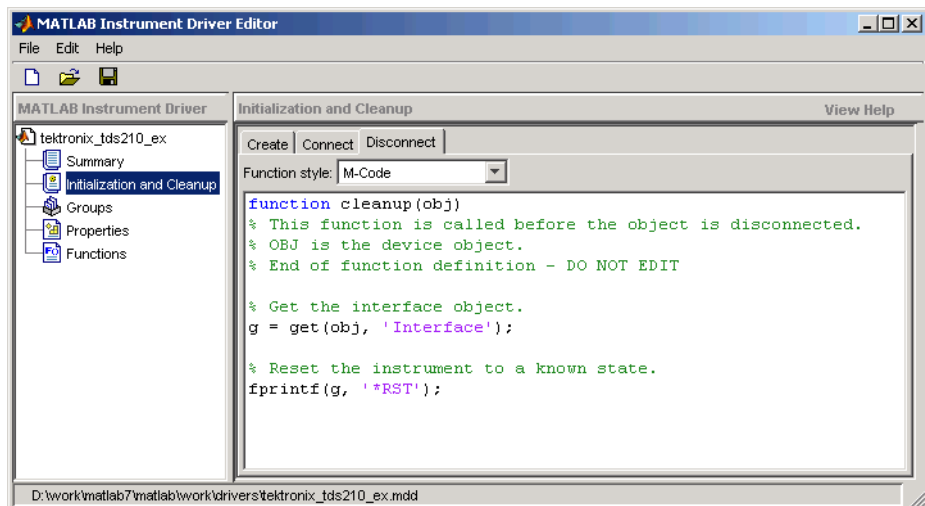 MATLAB Instrument Driver Editor
File Edit Help
MATLAB Instrument Driver
Initialization and Cleanup View Help
tektronix_tds210_ex
Summary
Initialization and Cleanup
Groups
Properties
Functions
Create Connect Disconnect
Function style: M-Code
function cleanup(obj)
% This function is called before the object is disconnected.
% OBJ is the device object.
% End of function definition - DO NOT EDIT
% Get the interface object.
g = get(obj, 'Interface');
% Reset the instrument to a known state.
fprintf(g, '*RST');
D:\work\matlab7\matlab\work\drivers\tektronix_tds210_ex.mdd